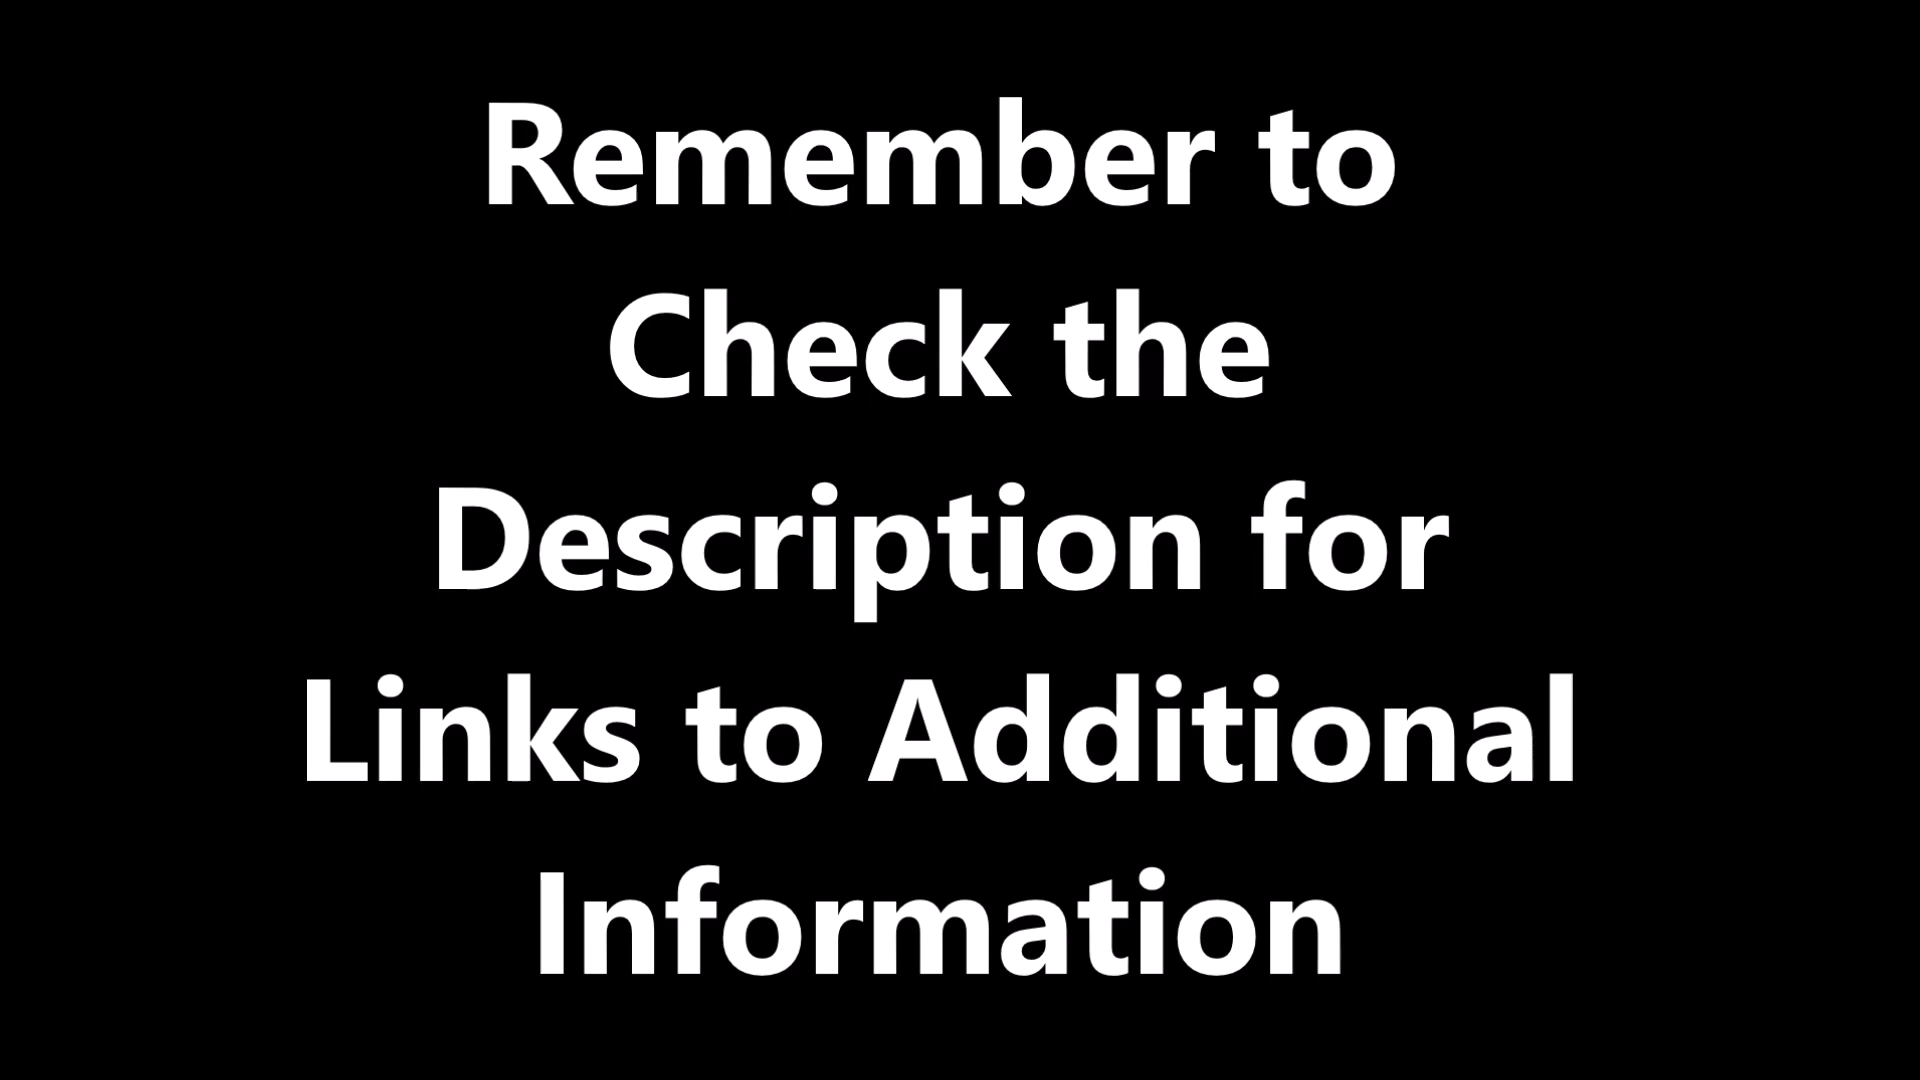 Remember to
Check the
Description for
Links to Additional
Information